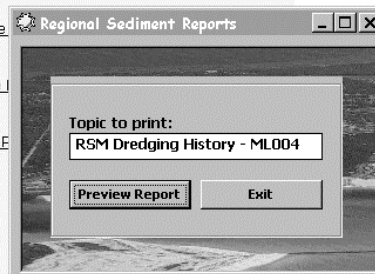 Regional Sediment Reports
Topic to print:
RSM Dredging History - ML004
Preview Report
Exit